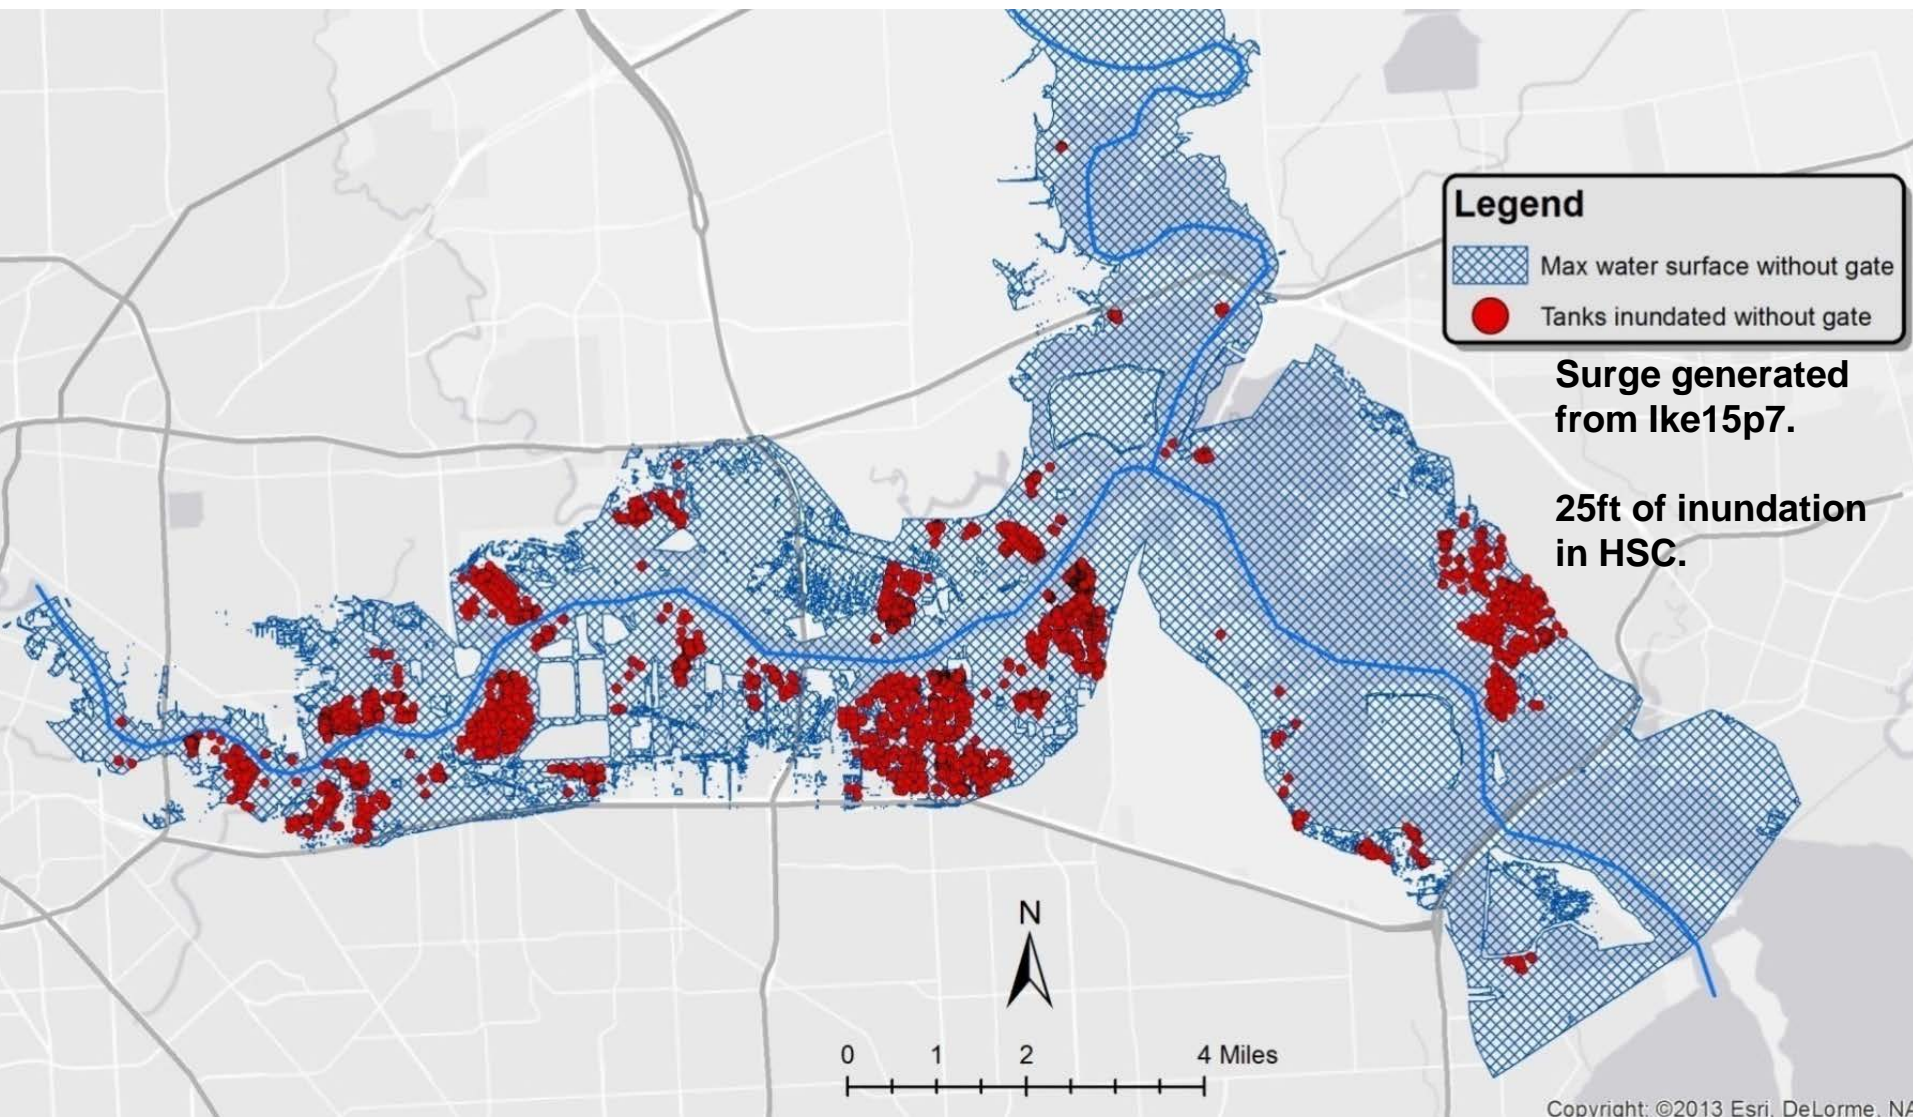 Legend
Max water surface without gate
Tanks inundated without gate
Surge generated
from Ike15p7.
25ft of inundation
in HSC.
N
0 1 2 4 Miles
Copyright: ©2013 Esri, DeLorme, NA